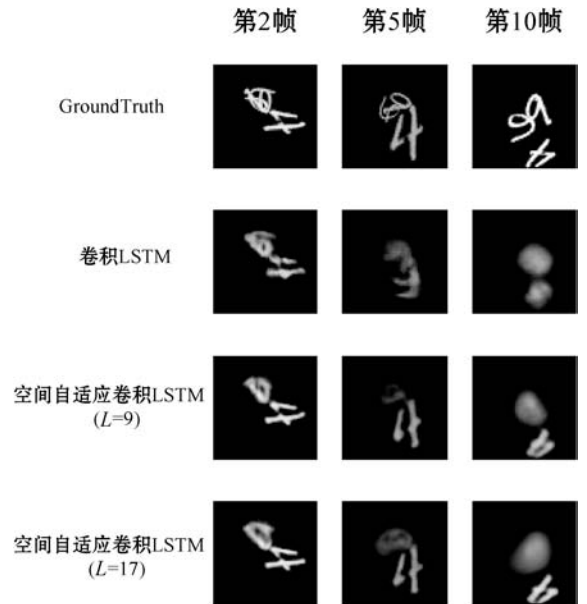 第2帧 第5帧 第10帧
GroundTruth
卷积LSTM
空间自适应卷积LSTM
(L=9)
空间自适应卷积LSTM
(L=17)